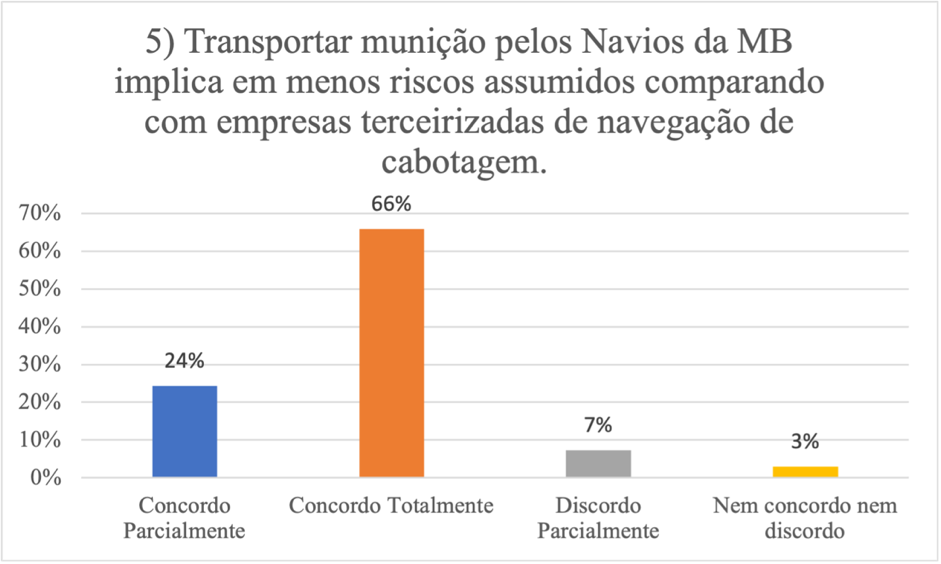 5) Transportar munição pelos Navios da MB
implica em menos riscos assumidos comparando
com empresas terceirizadas de navegação de
cabotagem.
70%
60%
50%
40%
30%
20%
10%
0%
24%
66%
7%
3%
Concordo
Parcialmente
Concordo Totalmente
Discordo
Parcialmente
Nem concordo nem
discordo